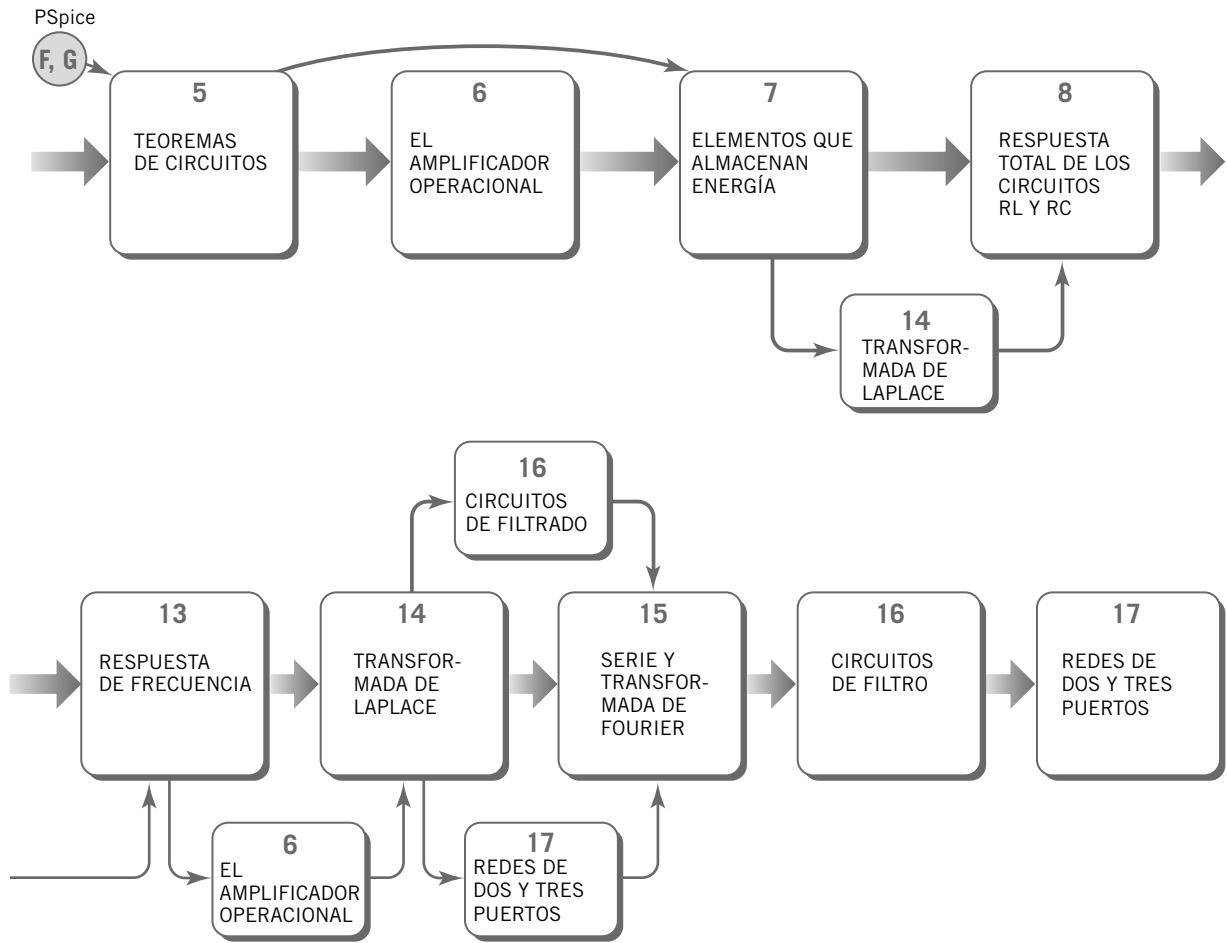 PSpice
F, G
5
TEOREMAS
DE CIRCUITOS
6
EL
AMPLIFICADOR
OPERACIONAL
7
ELEMENTOS QUE
ALMACENAN
ENERGÍA
8
RESPUESTA
TOTAL DE LOS
CIRCUITOS
RL Y RC
14
TRANSFOR-
MADA DE
LAPLACE
16
CIRCUITOS
DE FILTRADO
13
RESPUESTA
DE FRECUENCIA
14
TRANSFOR-
MADA DE
LAPLACE
15
SERIE Y
TRANSFOR-
MADA DE
FOURIER
16
CIRCUITOS
DE FILTRO
17
REDES DE
DOS Y TRES
PUERTOS
6
EL
AMPLIFICADOR
OPERACIONAL
17
REDES DE
DOS Y TRES
PUERTOS